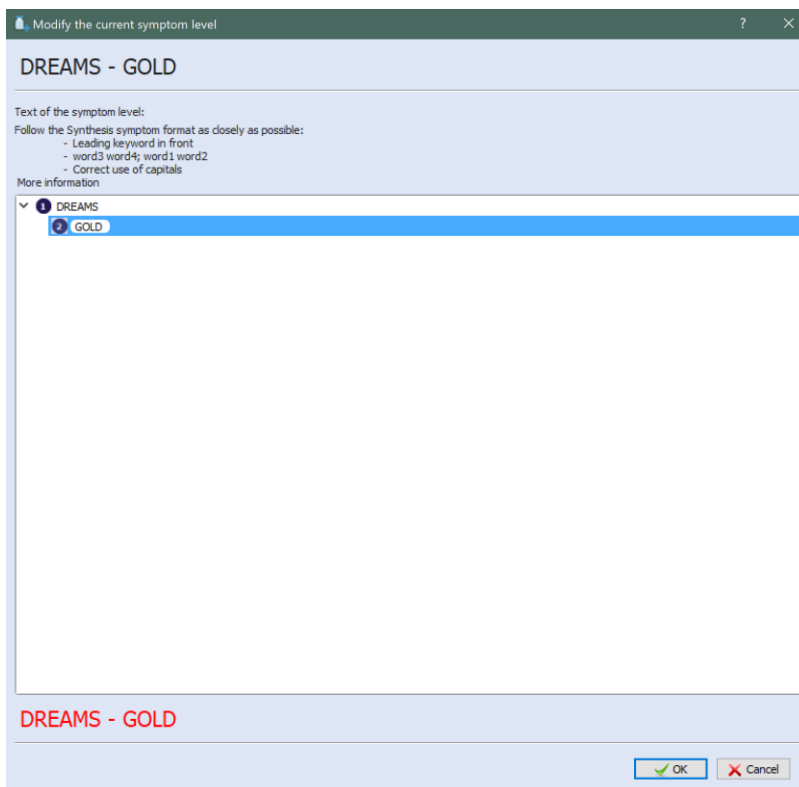 Modify the current symptom level ? ×
DREAMS - GOLD
Text of the symptom level:
Follow the Synthesis symptom format as closely as possible:
- Leading keyword in front
- word3 word4; word1 word2
- Correct use of capitals
More information
1 DREAMS
2 GOLD
DREAMS - GOLD
OK Cancel